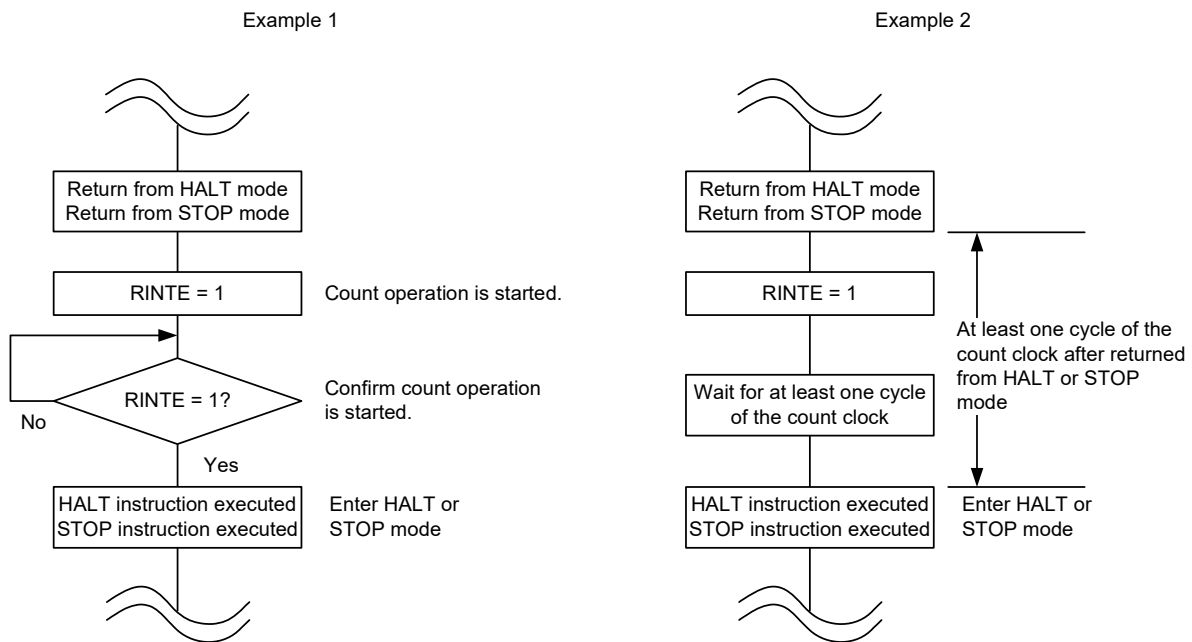 Example 1
Return from HALT mode
Return from STOP mode
RINTE = 1
Count operation is started.
RINTE = 1?
Confirm count operation
is started.
No
Yes
HALT instruction executed
STOP instruction executed
Enter HALT or
STOP mode
Example 2
Return from HALT mode
Return from STOP mode
RINTE = 1
At least one cycle of the
count clock after returned
from HALT or STOP
mode
Wait for at least one cycle
of the count clock
HALT instruction executed
STOP instruction executed
Enter HALT or
STOP mode